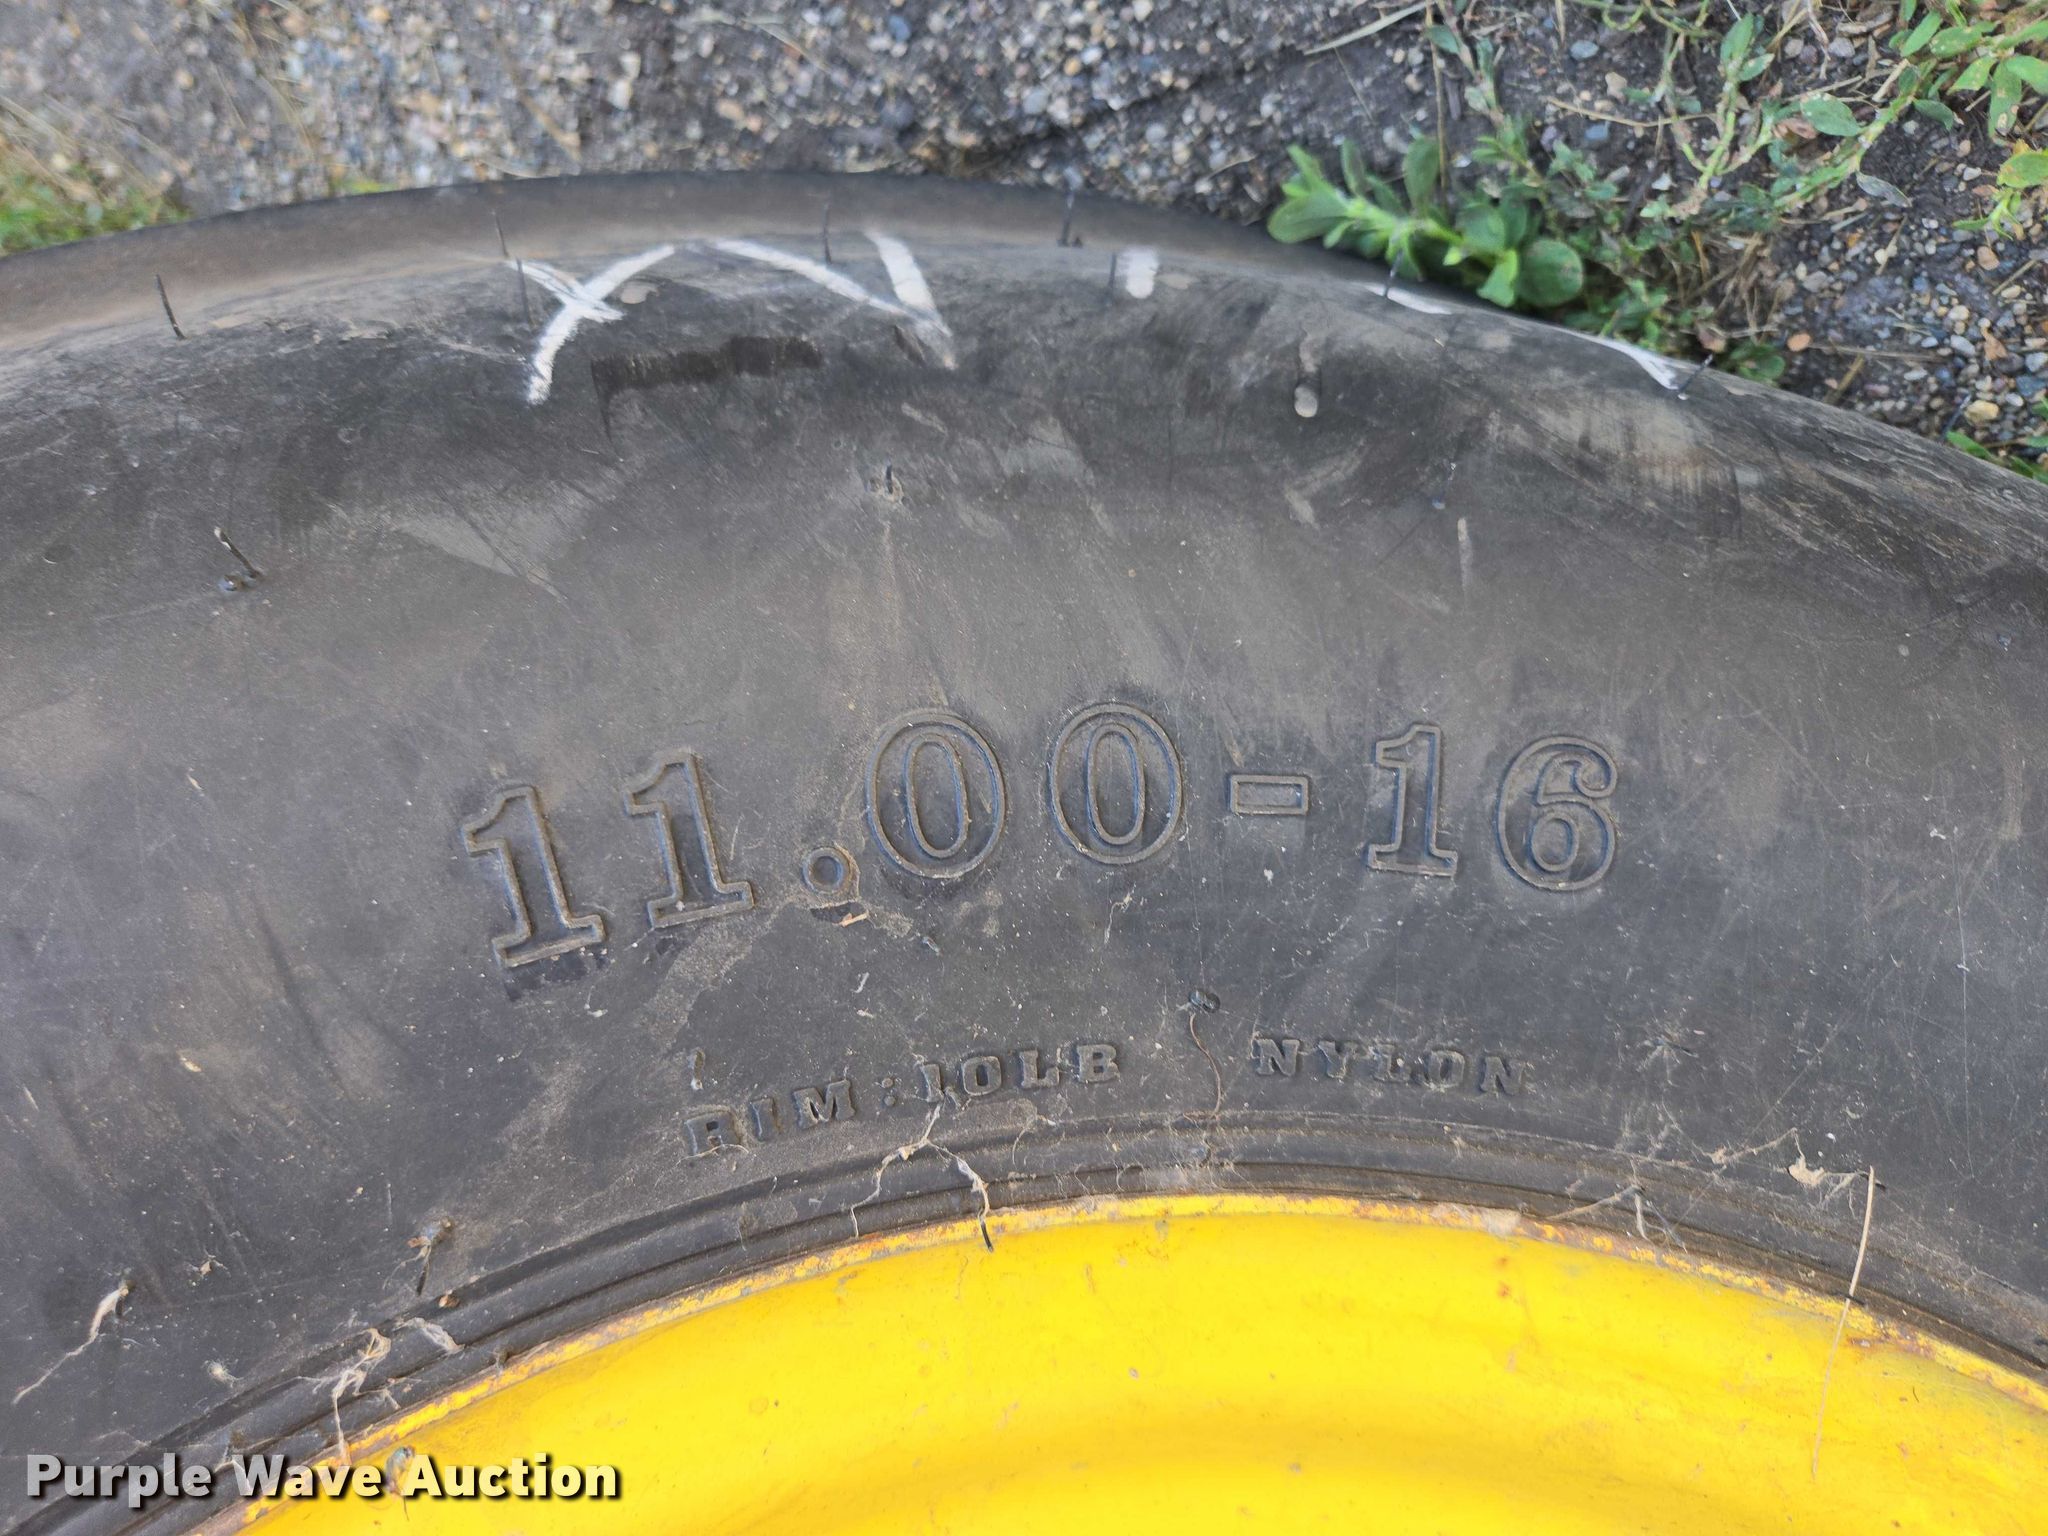 11.00-16
RIM:10LB NYLON
Purple Wave Auction